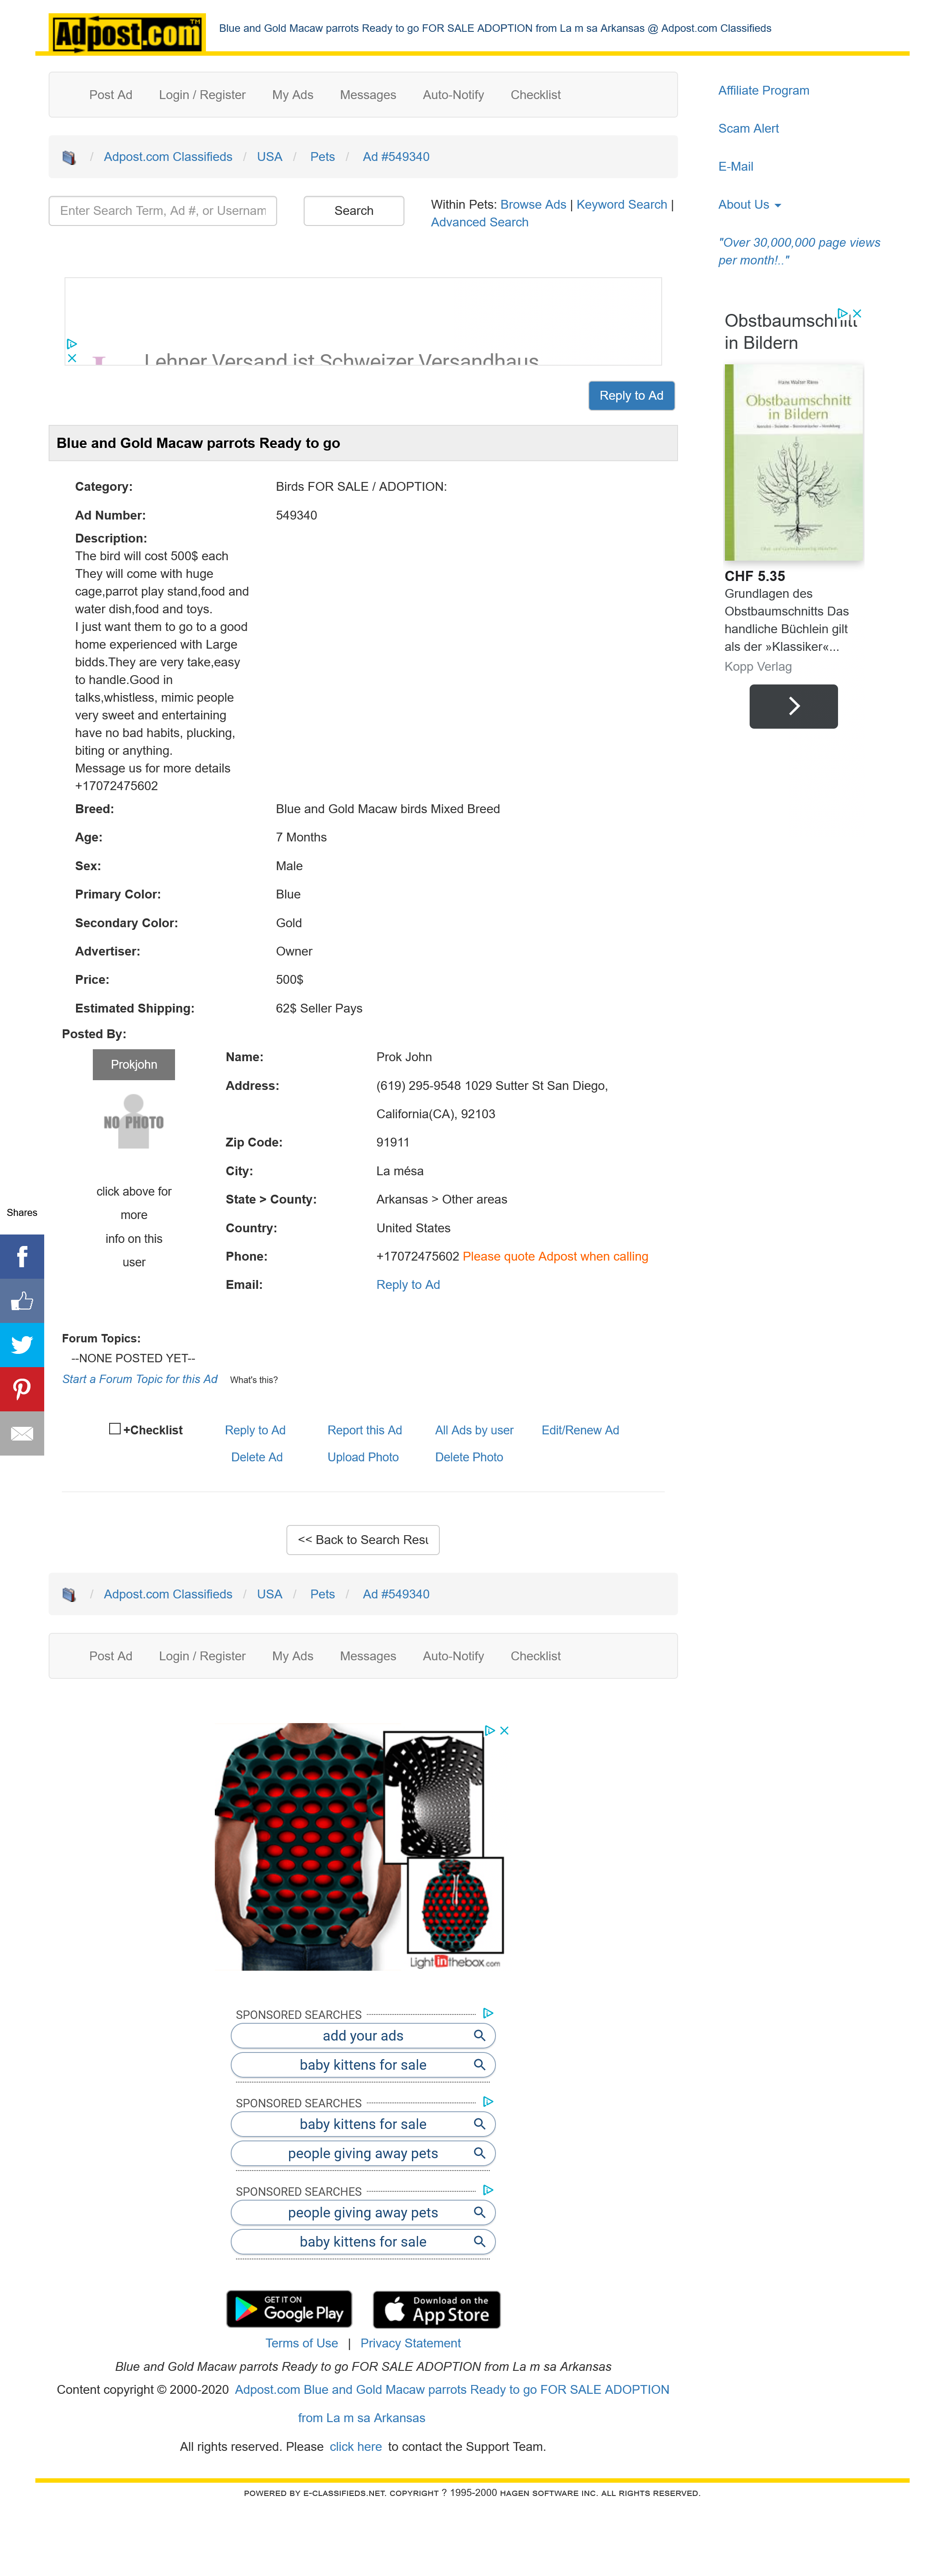 Adpost.com™
Blue and Gold Macaw parrots Ready to go FOR SALE ADOPTION from La m sa Arkansas @ Adpost.com Classifieds
Post Ad Login / Register My Ads Messages Auto-Notify Checklist
/ Adpost.com Classifieds / USA / Pets / Ad #549340
Enter Search Term, Ad #, or Usernam
Search
Within Pets: Browse Ads | Keyword Search |
Advanced Search
Affiliate Program
Scam Alert
E-Mail
About Us
"Over 30,000,000 page views
per month!.."
Lehner Versand ist Schweizer Versandhaus
Reply to Ad
Obstbaumschnitt
in Bildern
Obstbaumschnitt
in Bildern
CHF 5.35
Grundlagen des
Obstbaumschnitts Das
handliche Büchlein gilt
als der »Klassiker«...
Kopp Verlag
Blue and Gold Macaw parrots Ready to go
Category: Birds FOR SALE / ADOPTION:
Ad Number: 549340
Description:
The bird will cost 500$ each
They will come with huge
cage,parrot play stand,food and
water dish,food and toys.
I just want them to go to a good
home experienced with Large
bidds.They are very take,easy
to handle.Good in
talks,whistless, mimic people
very sweet and entertaining
have no bad habits, plucking,
biting or anything.
Message us for more details
+17072475602
Breed: Blue and Gold Macaw birds Mixed Breed
Age: 7 Months
Sex: Male
Primary Color: Blue
Secondary Color: Gold
Advertiser: Owner
Price: 500$
Estimated Shipping: 62$ Seller Pays
Posted By:
Prokjohn
NO PHOTO
click above for
more
info on this
user
Name: Prok John
Address: (619) 295-9548 1029 Sutter St San Diego,
California(CA), 92103
Zip Code: 91911
City: La mésa
State > County: Arkansas > Other areas
Country: United States
Phone: +17072475602 Please quote Adpost when calling
Email: Reply to Ad
Shares
Forum Topics:
--NONE POSTED YET--
Start a Forum Topic for this Ad What's this?
+Checklist Reply to Ad Report this Ad All Ads by user Edit/Renew Ad
Delete Ad Upload Photo Delete Photo
<< Back to Search Resu
/ Adpost.com Classifieds / USA / Pets / Ad #549340
Post Ad Login / Register My Ads Messages Auto-Notify Checklist
Lightinthebox.com
SPONSORED SEARCHES
add your ads
baby kittens for sale
SPONSORED SEARCHES
baby kittens for sale
people giving away pets
SPONSORED SEARCHES
people giving away pets
baby kittens for sale
GET IT ON
Google Play
Download on the
App Store
Terms of Use | Privacy Statement
Blue and Gold Macaw parrots Ready to go FOR SALE ADOPTION from La m sa Arkansas
Content copyright © 2000-2020 Adpost.com Blue and Gold Macaw parrots Ready to go FOR SALE ADOPTION
from La m sa Arkansas
All rights reserved. Please click here to contact the Support Team.
POWERED BY E-CLASSIFIEDS.NET. COPYRIGHT ? 1995-2000 HAGEN SOFTWARE INC. ALL RIGHTS RESERVED.